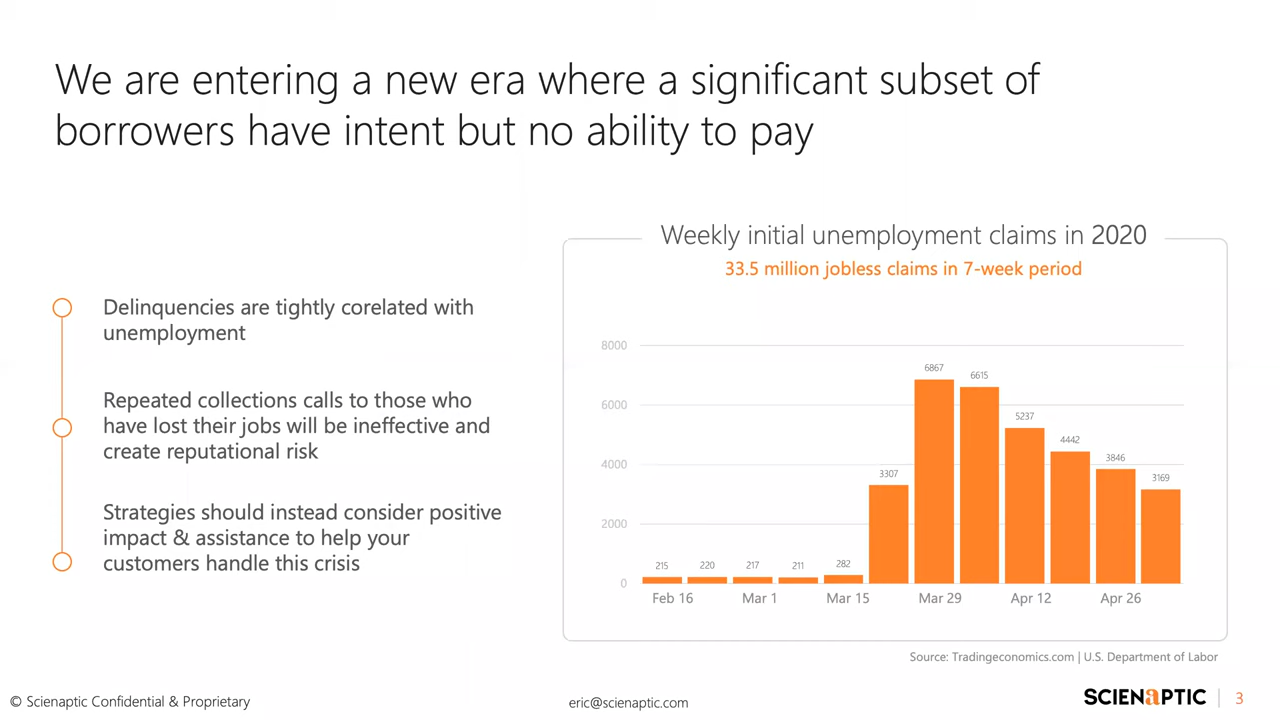 We are entering a new era where a significant subset of
borrowers have intent but no ability to pay
Delinquencies are tightly corelated with
unemployment
Repeated collections calls to those who
have lost their jobs will be ineffective and
create reputational risk
Strategies should instead consider positive
impact & assistance to help your
customers handle this crisis
Weekly initial unemployment claims in 2020
33.5 million jobless claims in 7-week period
8000
6000
4000
2000
0
215 220 217 211 282 3307 6867 6615 5237 4442 3846 3169
Feb 16 Mar 1 Mar 15 Mar 29 Apr 12 Apr 26
Source: Tradingeconomics.com | U.S. Department of Labor
© Scienaptic Confidential & Proprietary
eric@scienaptic.com
SCIENAPTIC | 3